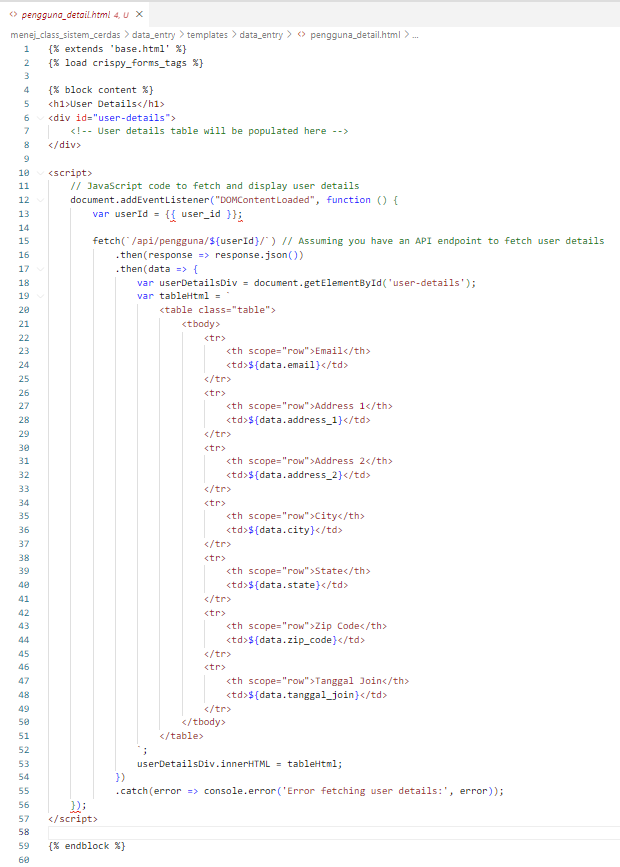 pengguna_detail.html 4, U
menej_class_sistem_cerdas > data_entry > templates > data_entry > <> pengguna_detail.html > ...
1 {% extends 'base.html' %}
2 {% load crispy_forms_tags %}
3
4 {% block content %}
5 <h1>User Details</h1>
6 <div id="user-details">
7     <!-- User details table will be populated here -->
8 </div>
9
10 <script>
11     // JavaScript code to fetch and display user details
12     document.addEventListener("DOMContentLoaded", function () {
13         var userId = {{ user_id }};
14
15         fetch(`/api/pengguna/${userId}/`) // Assuming you have an API endpoint to fetch user details
16             .then(response => response.json())
17             .then(data => {
18                 var userDetailsDiv = document.getElementById('user-details');
19                 var tableHtml = `
20                     <table class="table">
21                         <tbody>
22                             <tr>
23                                 <th scope="row">Email</th>
24                                 <td>${data.email}</td>
25                             </tr>
26                             <tr>
27                                 <th scope="row">Address 1</th>
28                                 <td>${data.address_1}</td>
29                             </tr>
30                             <tr>
31                                 <th scope="row">Address 2</th>
32                                 <td>${data.address_2}</td>
33                             </tr>
34                             <tr>
35                                 <th scope="row">City</th>
36                                 <td>${data.city}</td>
37                             </tr>
38                             <tr>
39                                 <th scope="row">State</th>
40                                 <td>${data.state}</td>
41                             </tr>
42                             <tr>
43                                 <th scope="row">Zip Code</th>
44                                 <td>${data.zip_code}</td>
45                             </tr>
46                             <tr>
47                                 <th scope="row">Tanggal Join</th>
48                                 <td>${data.tanggal_join}</td>
49                             </tr>
50                         </tbody>
51                     </table>
52                 `;
53                 userDetailsDiv.innerHTML = tableHtml;
54             })
55             .catch(error => console.error('Error fetching user details:', error));
56     });
57 </script>
58
59 {% endblock %}
60